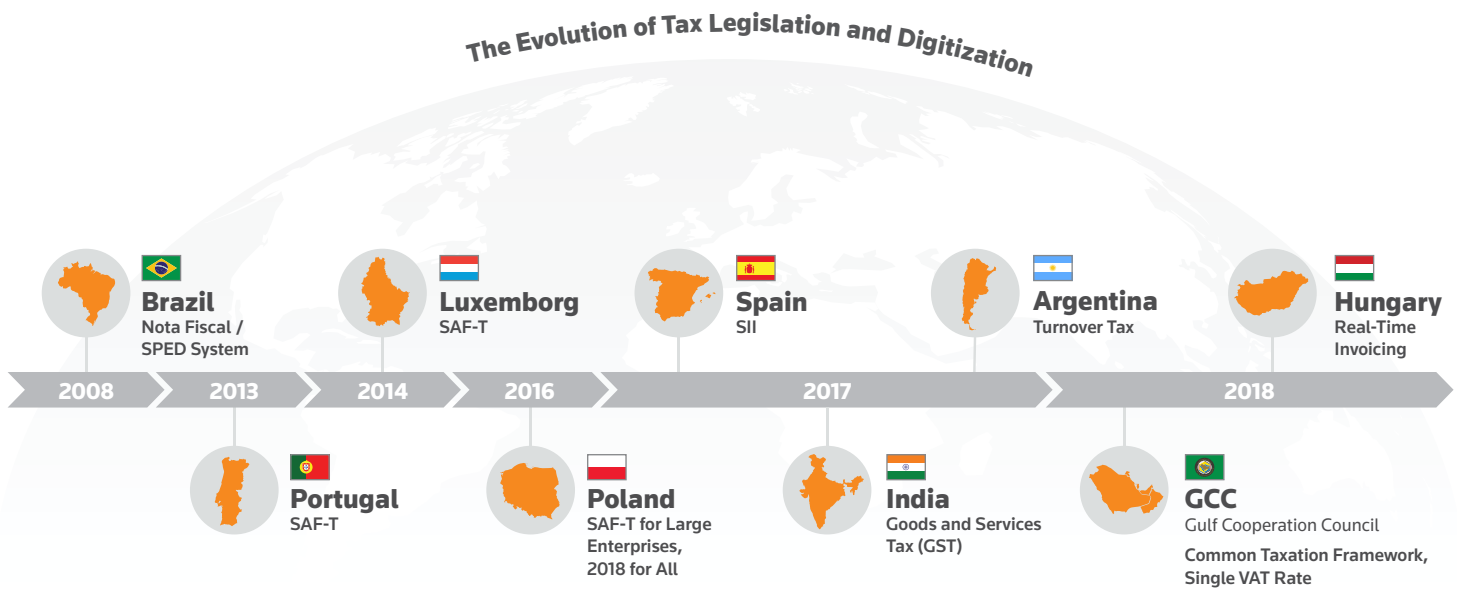 The Evolution of Tax Legislation and Digitization
Brazil
Nota Fiscal /
SPED System
Luxemborg
SAF-T
Spain
SII
Argentina
Turnover Tax
Hungary
Real-Time
Invoicing
2008
2013
2014
2016
2017
2018
Portugal
SAF-T
Poland
SAF-T for Large
Enterprises,
2018 for All
India
Goods and Services
Tax (GST)
GCC
Gulf Cooperation Council
Common Taxation Framework,
Single VAT Rate